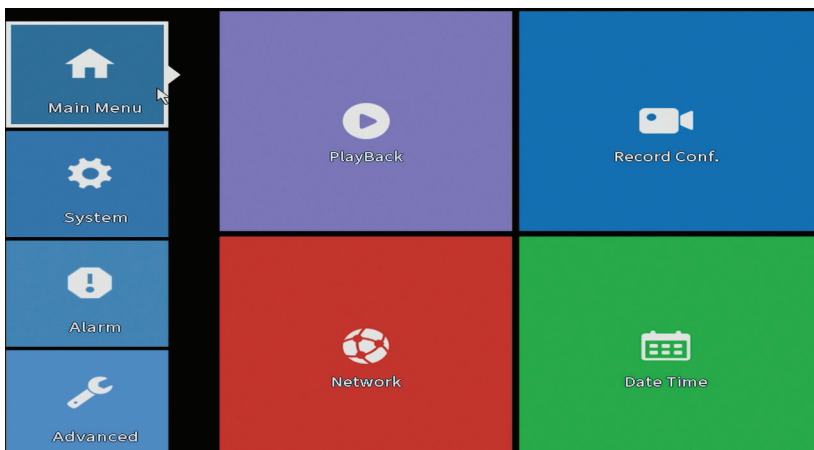 Main Menu
System
Alarm
Advanced
PlayBack
Record Conf.
Network
Date Time